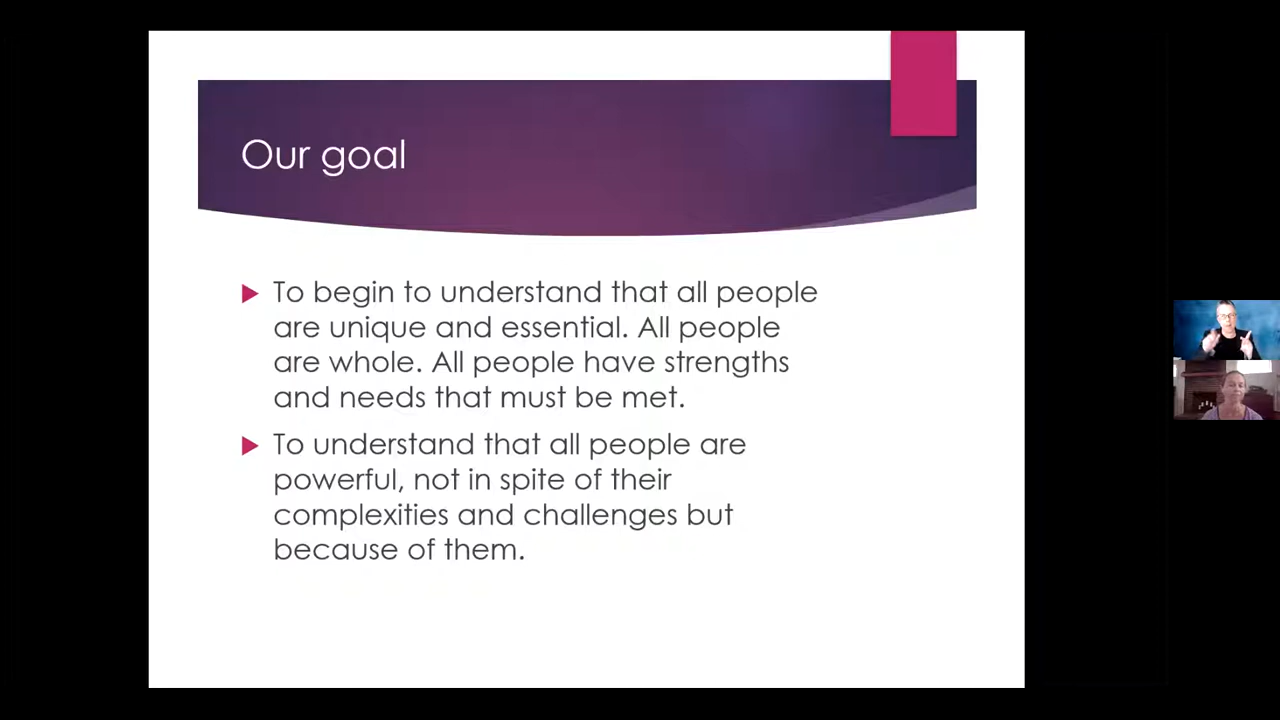 Our goal
To begin to understand that all people
are unique and essential. All people
are whole. All people have strengths
and needs that must be met.
To understand that all people are
powerful, not in spite of their
complexities and challenges but
because of them.